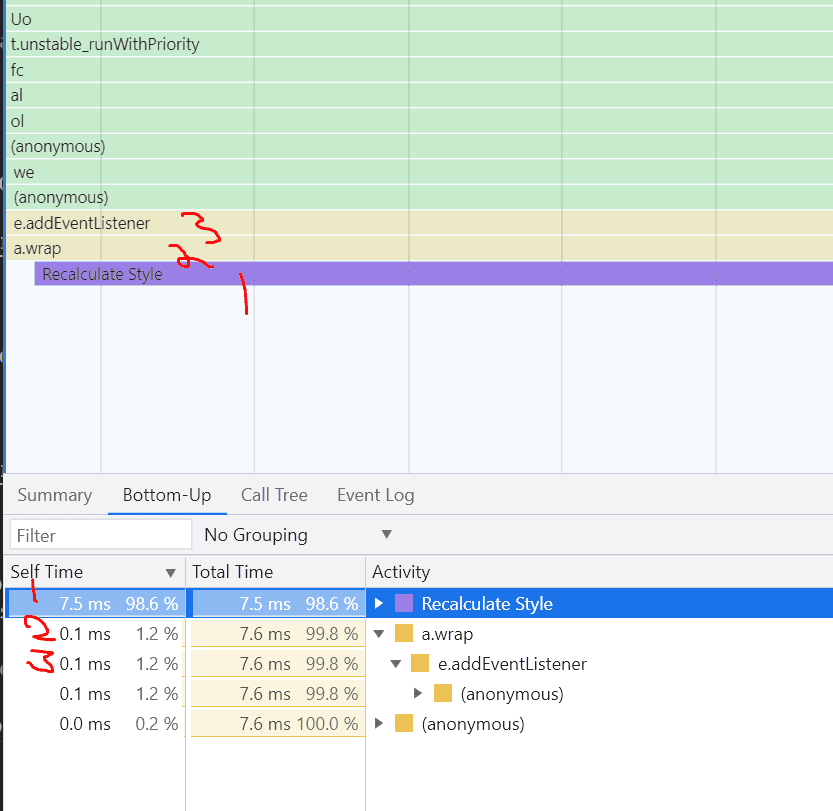 Uo
t.unstable_runWithPriority
fc
al
ol
(anonymous)
we
(anonymous)
e.addEventListener 3
a.wrap 2
Recalculate Style 1
Summary Bottom-Up Call Tree Event Log
Filter No Grouping ▼
Self Time ▼ Total Time Activity
1 7.5 ms 98.6 % 7.5 ms 98.6 % ▶ Recalculate Style
2 0.1 ms 1.2 % 7.6 ms 99.8 % ▼ a.wrap
3 0.1 ms 1.2 % 7.6 ms 99.8 % ▼ e.addEventListener
0.1 ms 1.2 % 7.6 ms 99.8 % ▶ (anonymous)
0.0 ms 0.2 % 7.6 ms 100.0 % ▶ (anonymous)